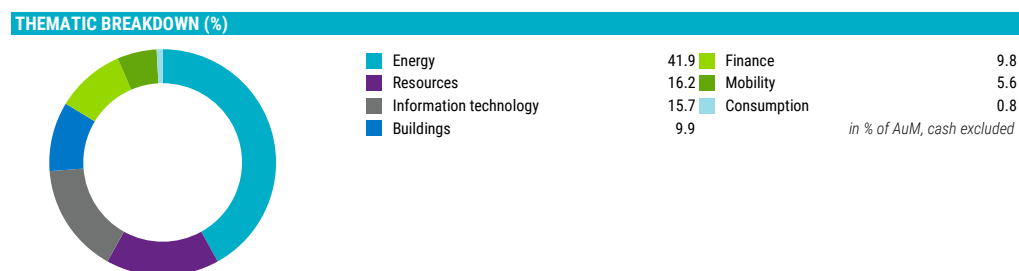 THEMATIC BREAKDOWN (%)
Energy 41.9
Resources 16.2
Information technology 15.7
Buildings 9.9
Finance 9.8
Mobility 5.6
Consumption 0.8
in % of AuM, cash excluded